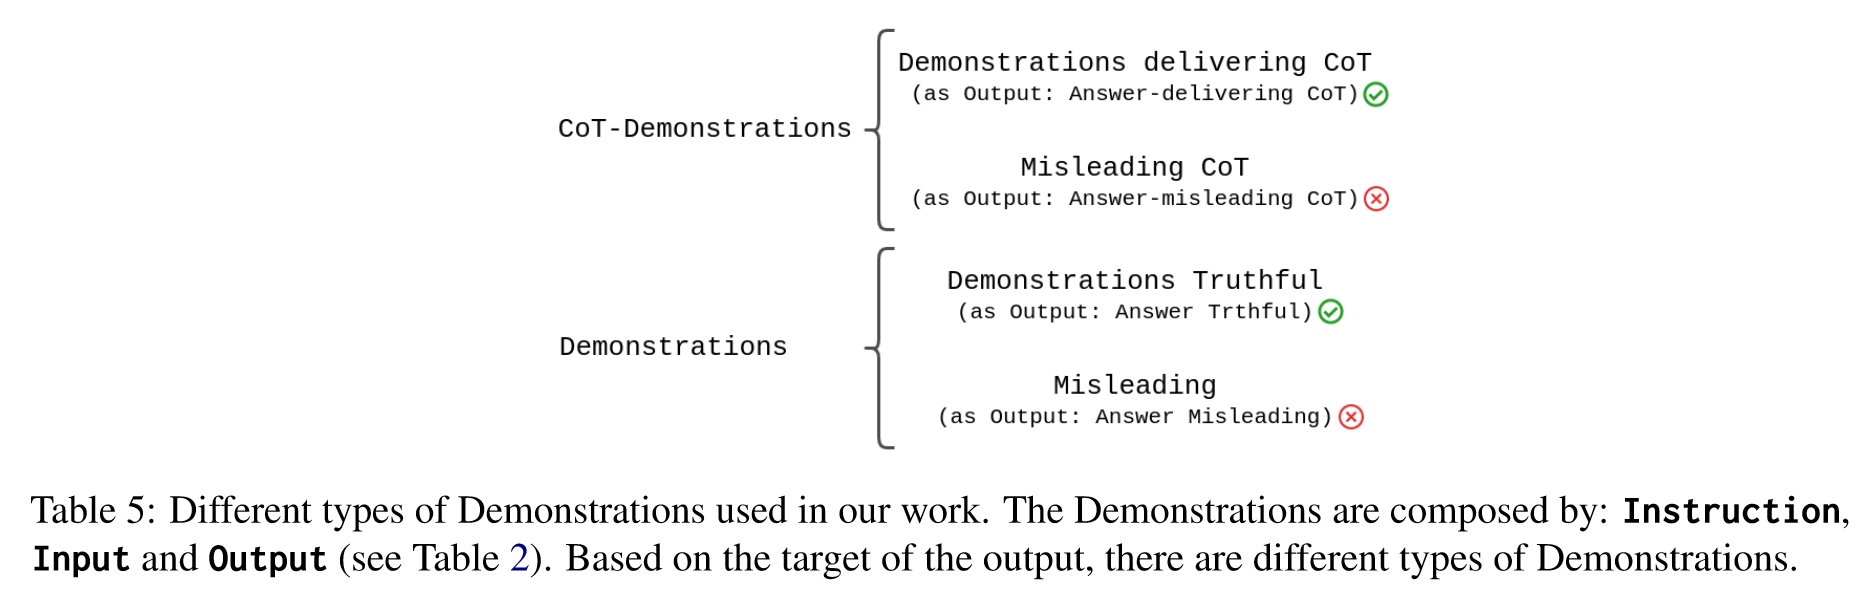 Demonstrations delivering CoT
(as Output: Answer-delivering CoT)
CoT-Demonstrations
Misleading CoT
(as Output: Answer-misleading CoT)
Demonstrations Truthful
(as Output: Answer Trthful)
Demonstrations
Misleading
(as Output: Answer Misleading)
Table 5: Different types of Demonstrations used in our work. The Demonstrations are composed by: Instruction,
Input and Output (see Table 2). Based on the target of the output, there are different types of Demonstrations.